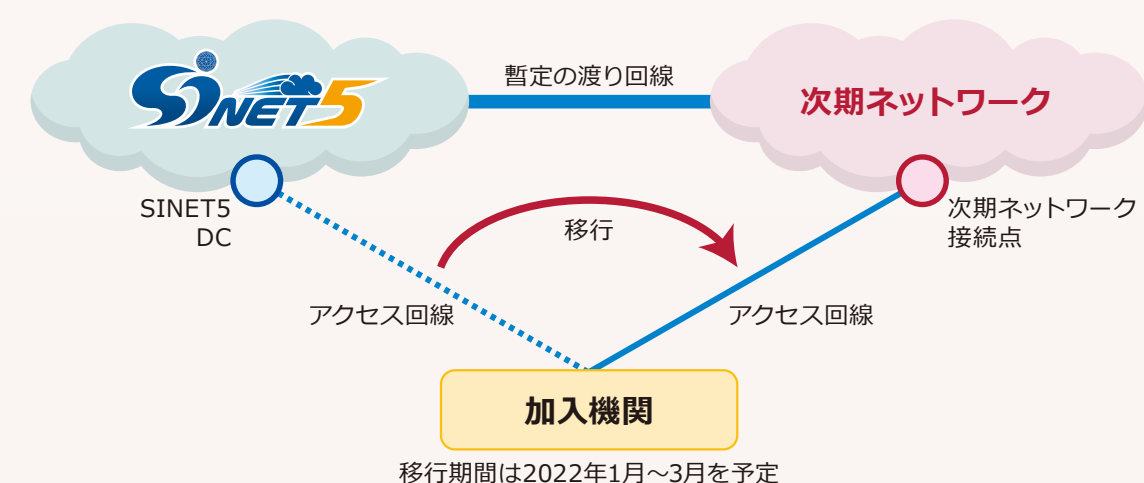 SINET5
暫定の渡り回線
次期ネットワーク
SINET5
DC
移行
次期ネットワーク
接続点
アクセス回線
アクセス回線
加入機関
移行期間は2022年1月～3月を予定